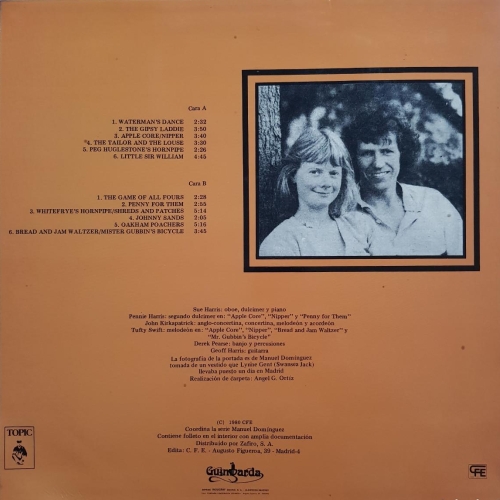 Cara A
1. WATERMAN'S DANCE 2:32
2. THE GIPSY LADDIE 3:50
3. APPLE CORE/NIPPER 3:40
*4. THE TAILOR AND THE LOUSE 3:30
5. PEG HUGLESTONE'S HORNPIPE 2:26
6. LITTLE SIR WILLIAM 4:45
Cara B
1. THE GAME OF ALL FOURS 2:28
2. PENNY FOR THEM 2:55
3. WHITEFRYE'S HORNPIPE/SHREDS AND PATCHES 5:14
4. JOHNNY SANDS 2:05
5. OAKHAM POACHERS 5:16
6. BREAD AND JAM WALTZER/MISTER GUBBIN'S BICYCLE 3:45
Sue Harris: oboe, dulcimer y piano
Pennie Harris: segundo dulcimer en: "Apple Core", "Nipper" y "Penny for Them"
John Kirkpatrick: anglo-concertina, concertina, melodeón y acordeón
Tufty Swift: melodeón en: "Apple Core", "Nipper", "Bread and Jam Waltzer" y
"Mr. Gubbin's Bicycle"
Derek Pearse: banjo y percusiones
Geoff Harris: guitarra
La fotografía de la portada es de Manuel Domínguez
tomada de un vestido que Lynne Gent (Swansea Jack)
llevaba puesto un día en Madrid
Realización de carpeta: Angel G. Ortiz
(C) 1980 CFE
Coordina la serie Manuel Domínguez
Contiene folleto en el interior con amplia documentación
Distribuido por Zafiro, S. A.
Edita: C. F. E. - Augusto Figueroa, 39 - Madrid-4
TOPIC
Guimbarda
CFE